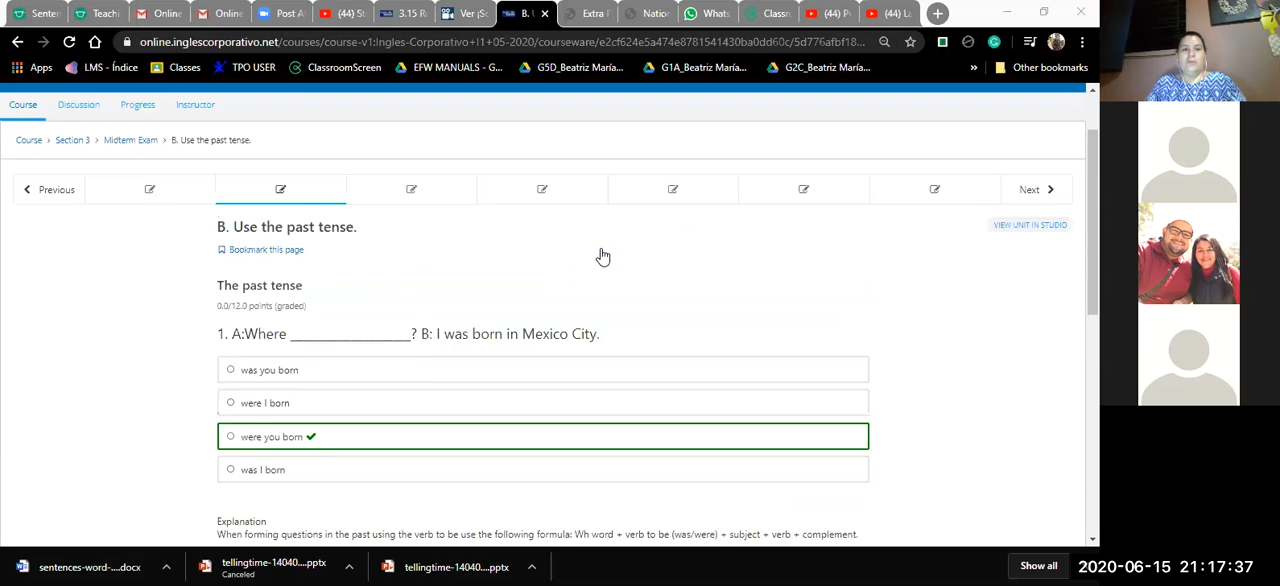 Senter
Teachi
Online
Online
Post A
(44) St
3.15 R
Ver ¡S
B. U
Extra
Nation
Whats
Classr
(44) P
(44) La
online.inglescorporativo.net/courses/course-v1:Ingles-Corporativo+I1+05-2020/courseware/e2cf624e5a474e8781541430ba0dd60c/5d776afbf18...
Apps
LMS - Índice
Classes
TPO USER
ClassroomScreen
EFW MANUALS - G...
G5D_Beatriz María...
G1A_Beatriz María...
G2C_Beatriz María...
»
Other bookmarks
Course
Discussion
Progress
Instructor
Course > Section 3 > Midterm Exam > B. Use the past tense.
Previous
Next
B. Use the past tense.
VIEW UNIT IN STUDIO
Bookmark this page
The past tense
0.0/12.0 points (graded)
1. A:Where ____________________? B: I was born in Mexico City.
was you born
were I born
were you born
was I born
Explanation
When forming questions in the past using the verb to be use the following formula: Wh word + verb to be (was/were) + subject + verb + complement.
sentences-word-....docx
tellingtime-14040....pptx
Canceled
tellingtime-14040....pptx
Show all
2020-06-15 21:17:37